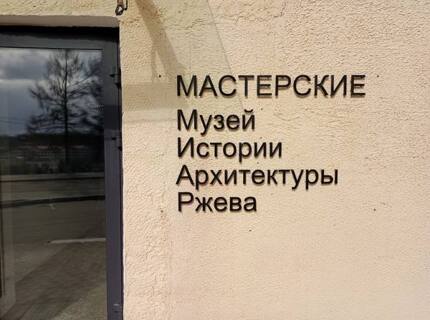 МАСТЕРСКИЕ
Музей
Истории
Архитектуры
Ржева